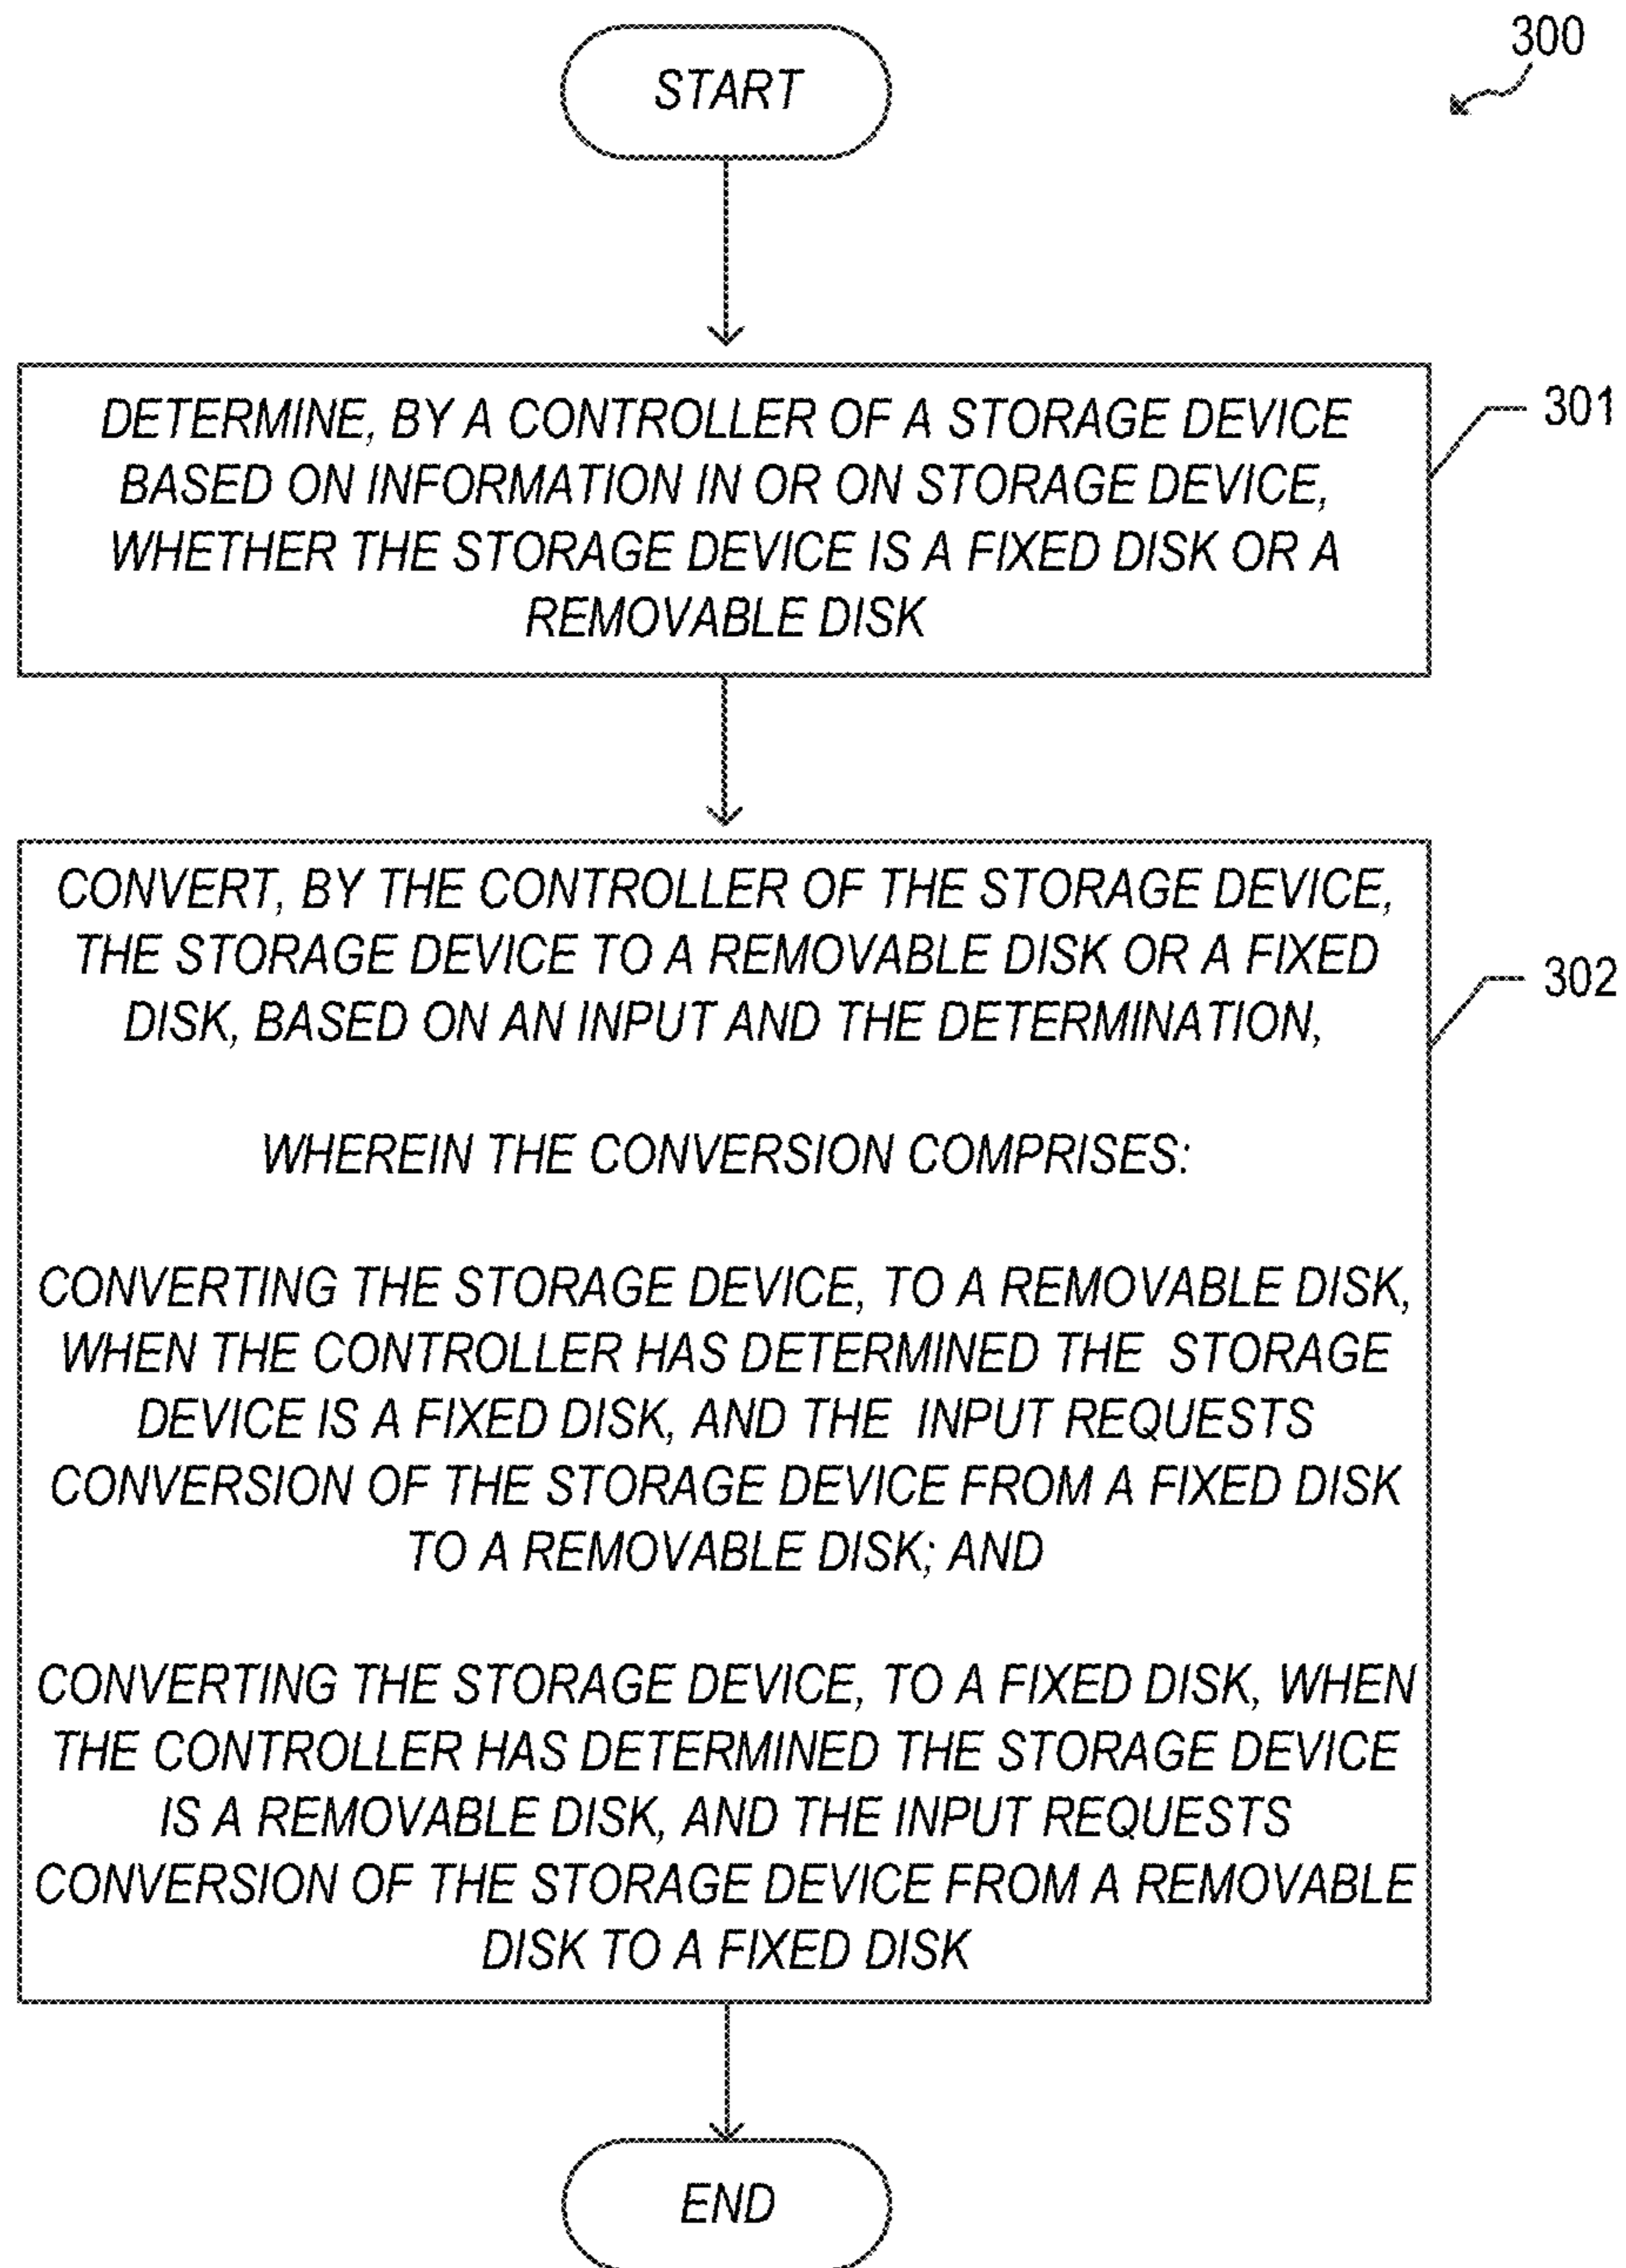 300
START
DETERMINE, BY A CONTROLLER OF A STORAGE DEVICE
BASED ON INFORMATION IN OR ON STORAGE DEVICE,
WHETHER THE STORAGE DEVICE IS A FIXED DISK OR A
REMOVABLE DISK
301
CONVERT, BY THE CONTROLLER OF THE STORAGE DEVICE,
THE STORAGE DEVICE TO A REMOVABLE DISK OR A FIXED
DISK, BASED ON AN INPUT AND THE DETERMINATION,
WHEREIN THE CONVERSION COMPRISES:
CONVERTING THE STORAGE DEVICE, TO A REMOVABLE DISK,
WHEN THE CONTROLLER HAS DETERMINED THE STORAGE
DEVICE IS A FIXED DISK, AND THE INPUT REQUESTS
CONVERSION OF THE STORAGE DEVICE FROM A FIXED DISK
TO A REMOVABLE DISK; AND
CONVERTING THE STORAGE DEVICE, TO A FIXED DISK, WHEN
THE CONTROLLER HAS DETERMINED THE STORAGE DEVICE
IS A REMOVABLE DISK, AND THE INPUT REQUESTS
CONVERSION OF THE STORAGE DEVICE FROM A REMOVABLE
DISK TO A FIXED DISK
302
END